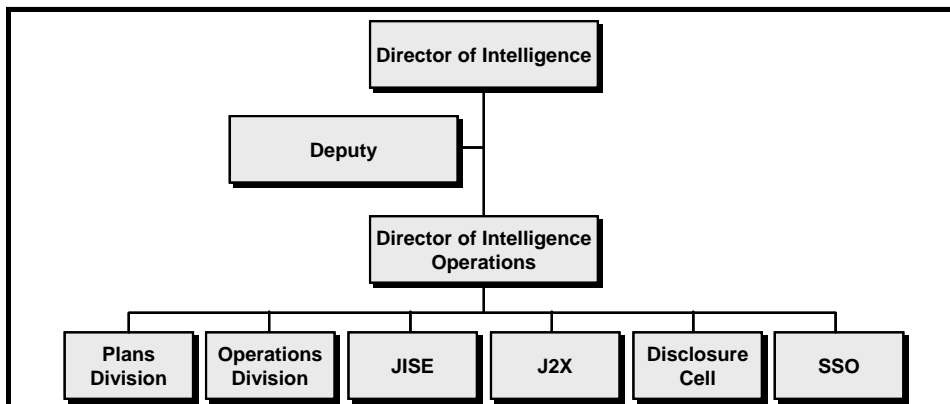 Director of Intelligence
Deputy
Director of Intelligence
Operations
Plans
Division
Operations
Division
JISE
J2X
Disclosure
Cell
SSO